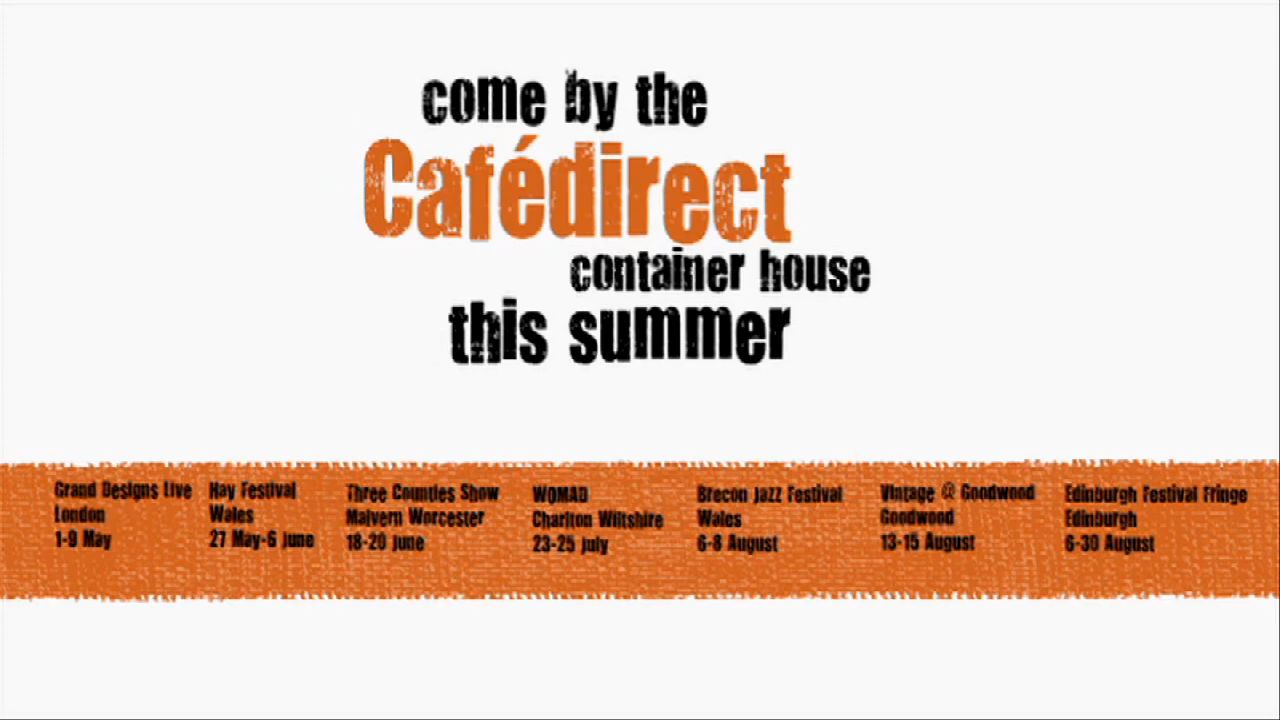 come by the
Cafédirect
container house
this summer
Grand Designs Live
London
1-9 May
Hay Festival
Wales
27 May-6 June
Three Counties Show
Malvern Worcester
18-20 June
WOMAD
Charlton Wiltshire
23-25 July
Brecon Jazz Festival
Wales
6-8 August
Vintage @ Goodwood
Goodwood
13-15 August
Edinburgh Festival Fringe
Edinburgh
6-30 August